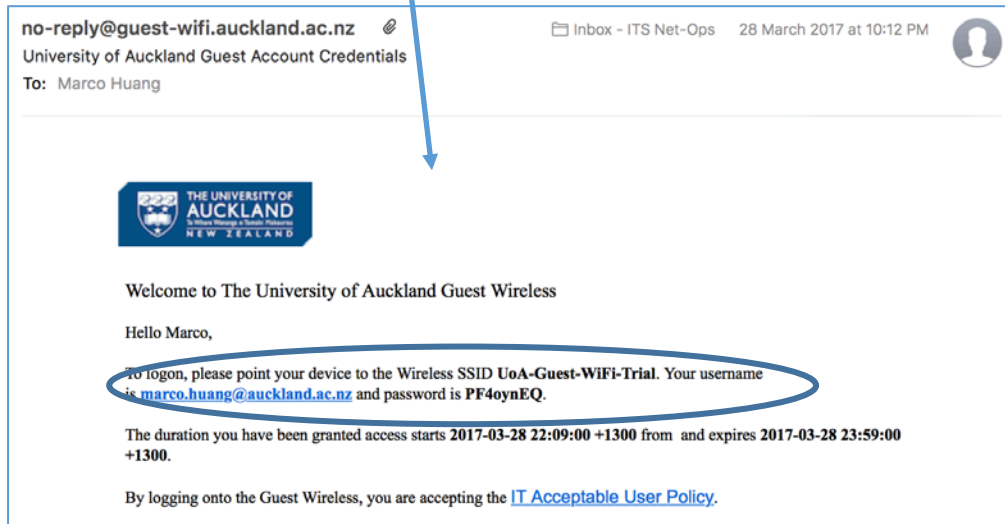 no-reply@guest-wifi.auckland.ac.nz
Inbox - ITS Net-Ops 28 March 2017 at 10:12 PM
University of Auckland Guest Account Credentials
To: Marco Huang
THE UNIVERSITY OF
AUCKLAND
Te Whare Wānanga o Tāmaki Makaurau
NEW ZEALAND
Welcome to The University of Auckland Guest Wireless
Hello Marco,
To logon, please point your device to the Wireless SSID UoA-Guest-WiFi-Trial. Your username
is marco.huang@auckland.ac.nz and password is PF4oynEQ.
The duration you have been granted access starts 2017-03-28 22:09:00 +1300 from and expires 2017-03-28 23:59:00
+1300.
By logging onto the Guest Wireless, you are accepting the IT Acceptable User Policy.